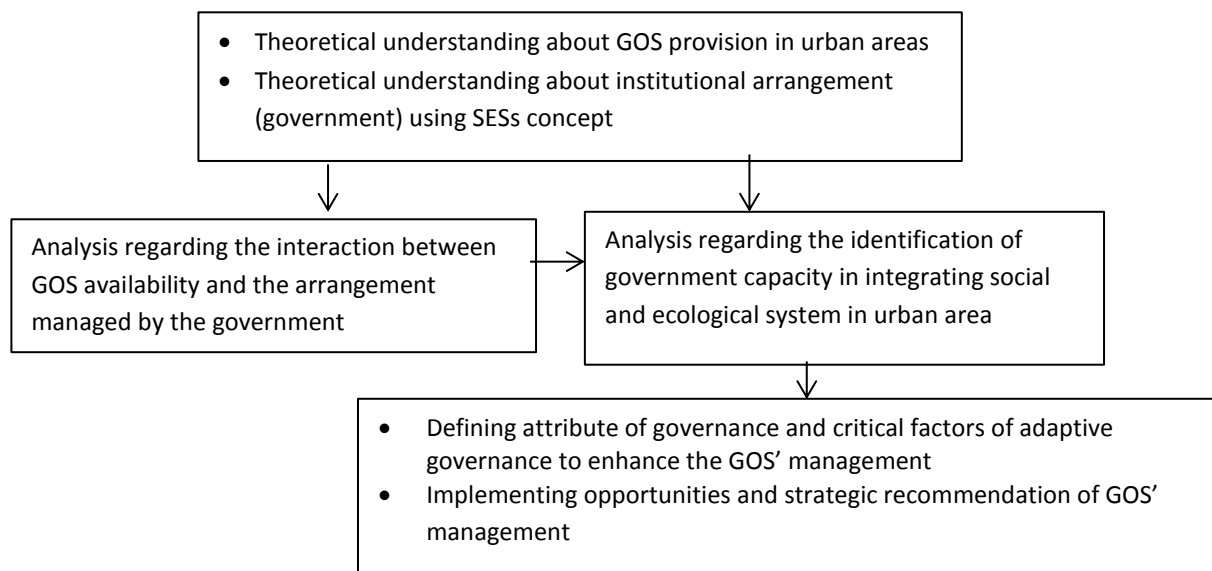 • Theoretical understanding about GOS provision in urban areas
• Theoretical understanding about institutional arrangement
(government) using SESs concept
Analysis regarding the interaction between
GOS availability and the arrangement
managed by the government
Analysis regarding the identification of
government capacity in integrating social
and ecological system in urban area
• Defining attribute of governance and critical factors of adaptive
governance to enhance the GOS’ management
• Implementing opportunities and strategic recommendation of GOS’
management